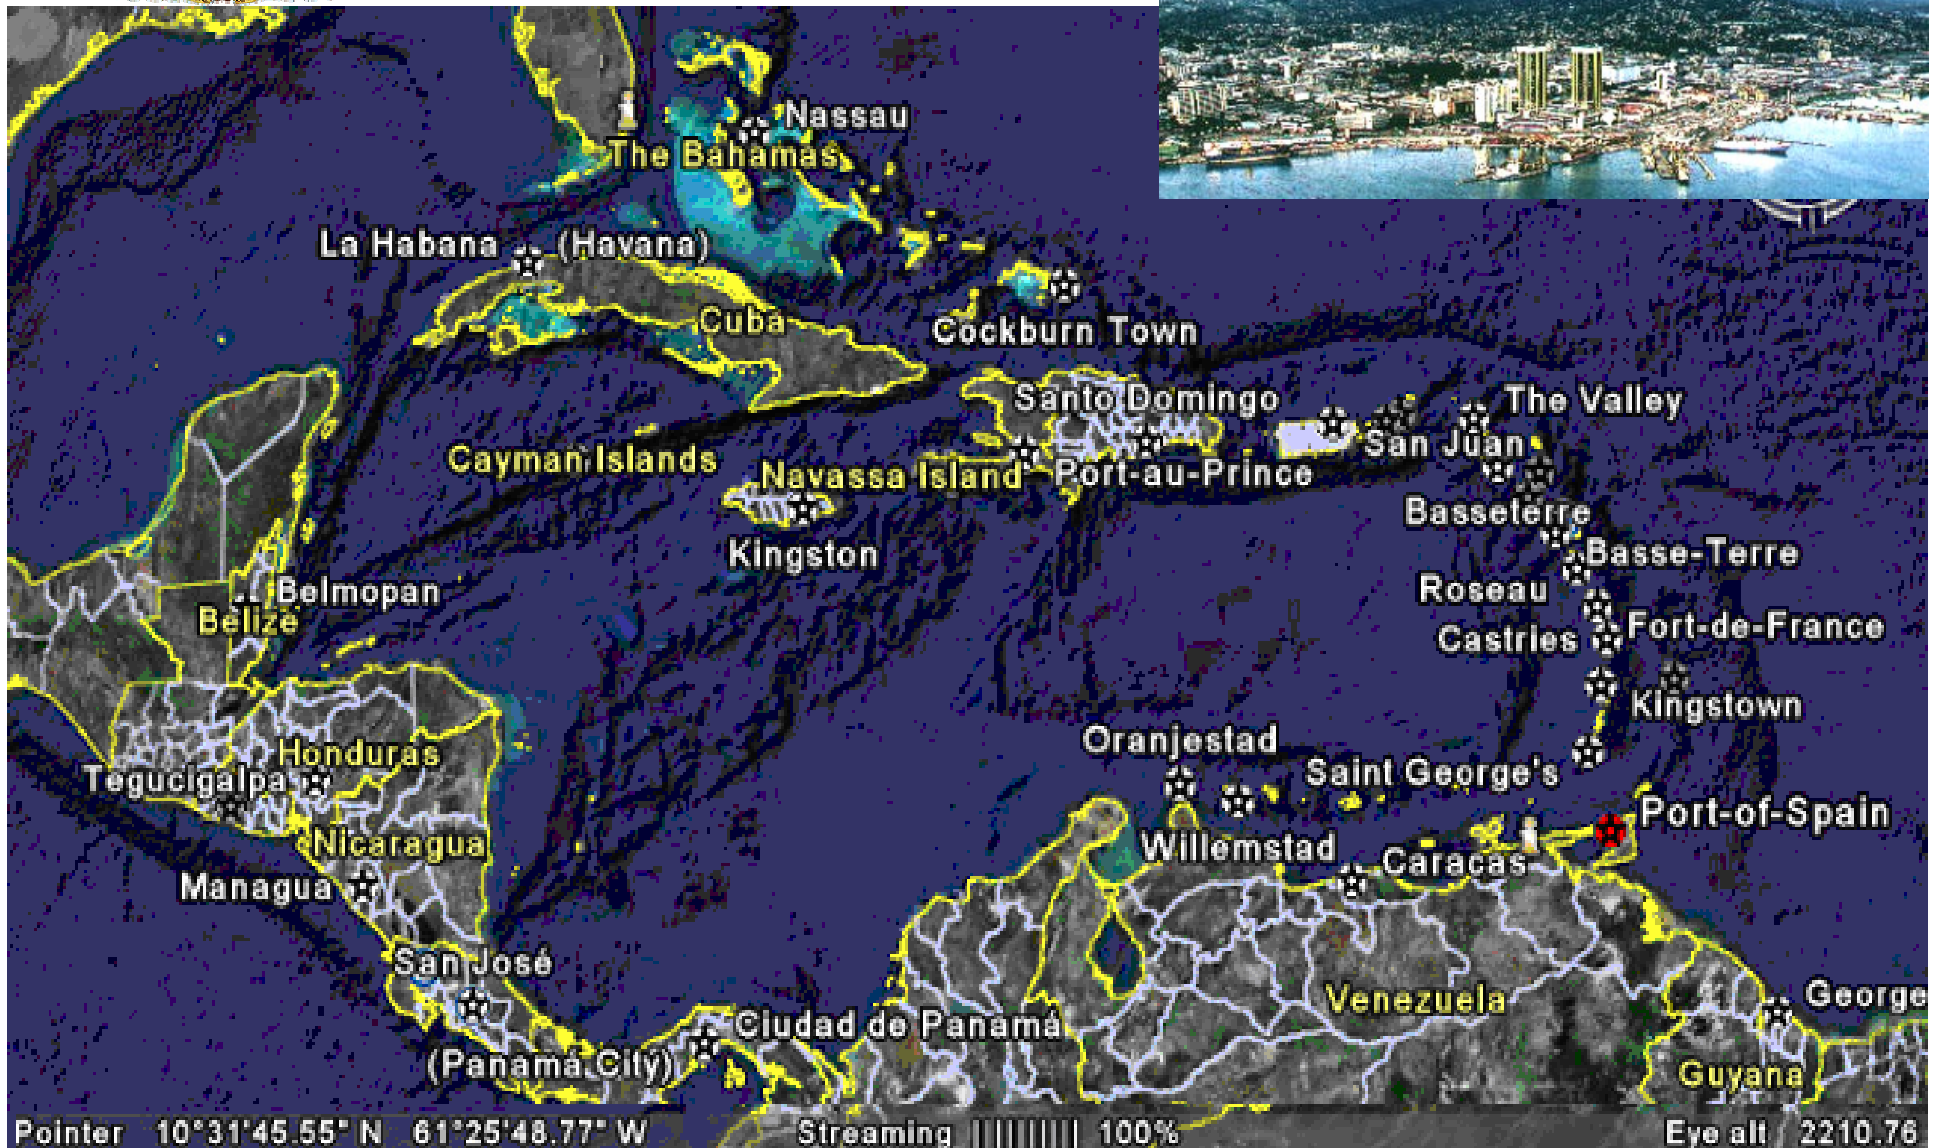 Nassau
The Bahamas
La Habana (Havana)
Cuba
Cockburn Town
Santo Domingo
The Valley
San Juan
Cayman Islands
Navassa Island
Port-au-Prince
Basseterre
Kingston
Basse-Terre
Belmopan
Roseau
Belize
Fort-de-France
Castries
Kingstown
Oranjestad
Honduras
Saint George's
Tegucigalpa
Port-of-Spain
Nicaragua
Willemstad
Caracas
Managua
San José
Venezuela
George
Ciudad de Panamá
(Panamá City)
Guyana
Pointer 10°31'45.55" N 61°25'48.77" W Streaming 100% Eye alt 2210.76